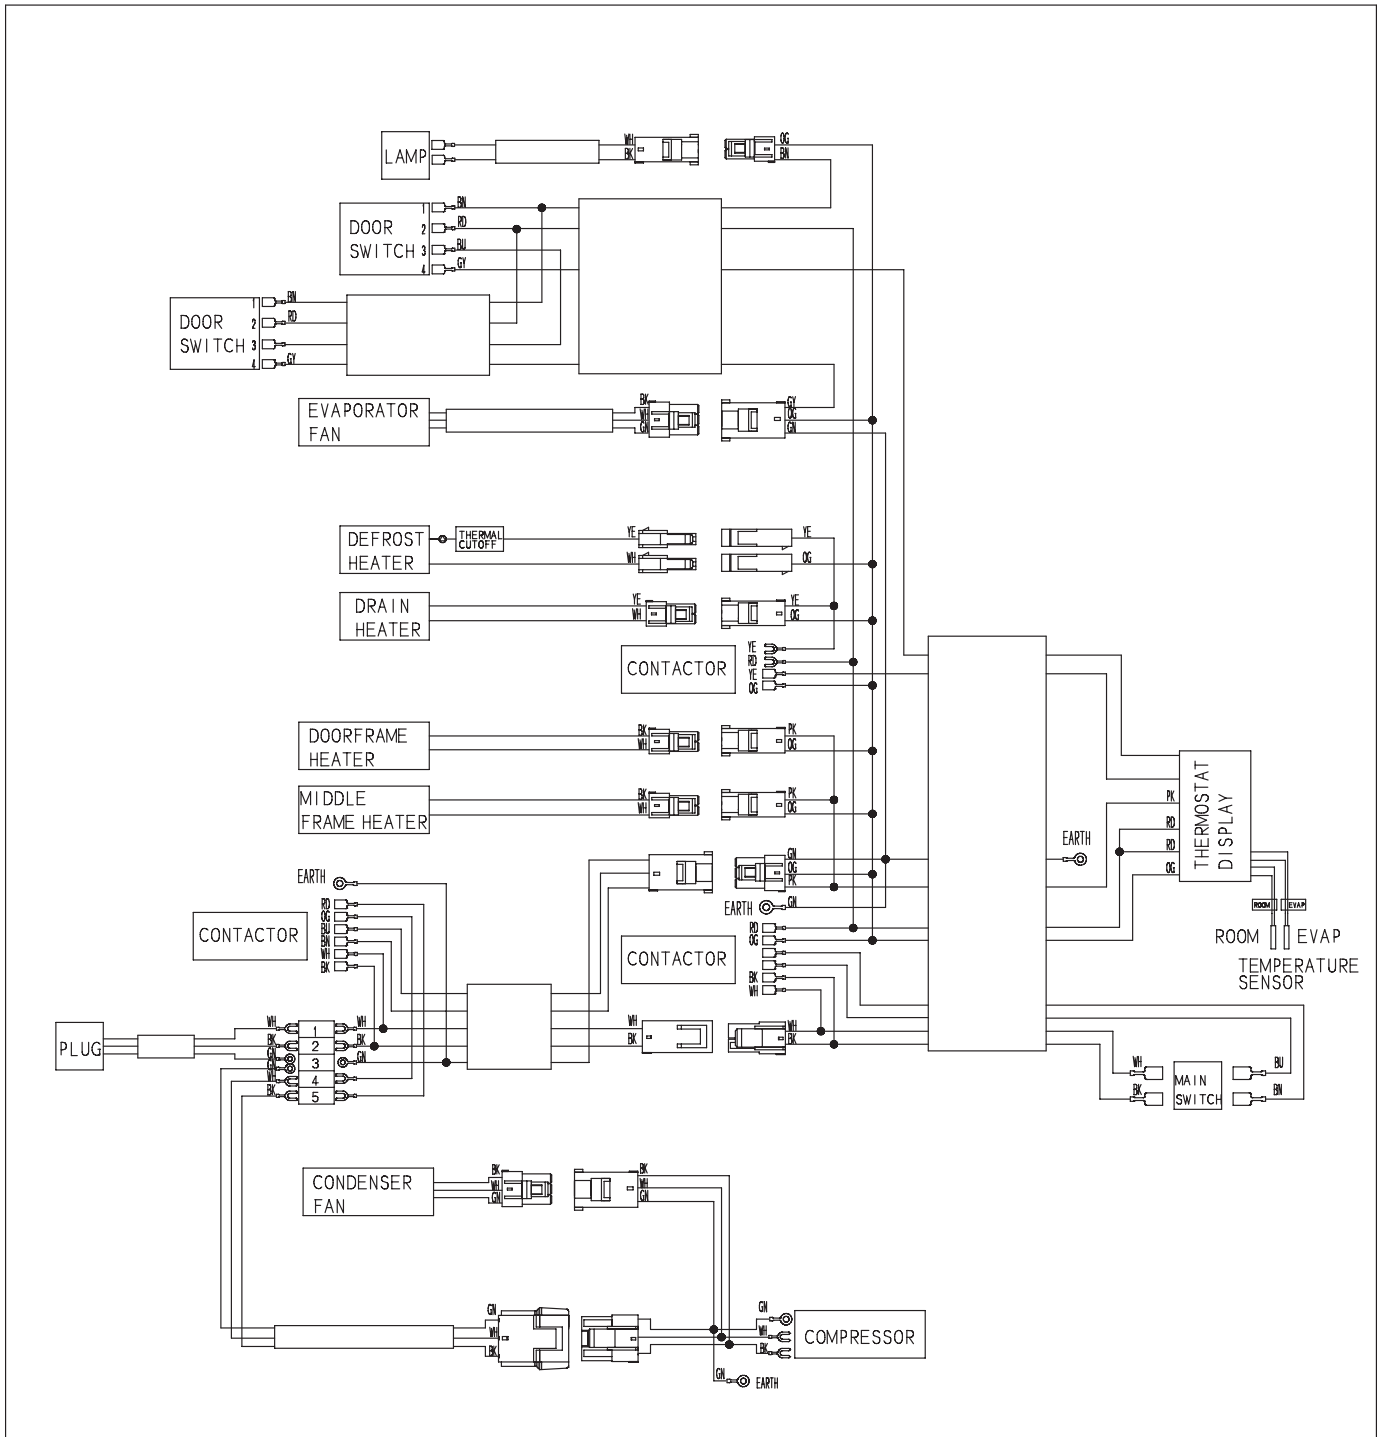 LAMP
WH
BK
OG
BN
DOOR
SWITCH
1
2
3
4
BN
RD
BU
GY
DOOR
SWITCH
1
2
3
4
BN
RD
GY
EVAPORATOR
FAN
BK
WH
GN
GY
OG
GN
DEFROST
HEATER
THERMAL
CUTOFF
YE
WH
YE
OG
DRAIN
HEATER
YE
WH
YE
OG
CONTACTOR
YE
RD
YE
OG
DOORFRAME
HEATER
BK
WH
PK
OG
MIDDLE
FRAME HEATER
BK
WH
PK
OG
THERMOSTAT
DISPLAY
PK
RD
RD
OG
EARTH
ROOM
EVAP
ROOM
EVAP
TEMPERATURE
SENSOR
GN
OG
PK
EARTH
GN
EARTH
CONTACTOR
RD
OG
BU
BN
WH
BK
CONTACTOR
RD
OG
BK
WH
PLUG
WH
BK
GN
GN
WH
BK
1
2
3
4
5
WH
BK
GN
WH
BK
WH
BK
WH
BK
MAIN
SWITCH
BU
BN
CONDENSER
FAN
BK
WH
GN
BK
WH
GN
GN
WH
BK
GN
WH
BK
COMPRESSOR
GN
EARTH